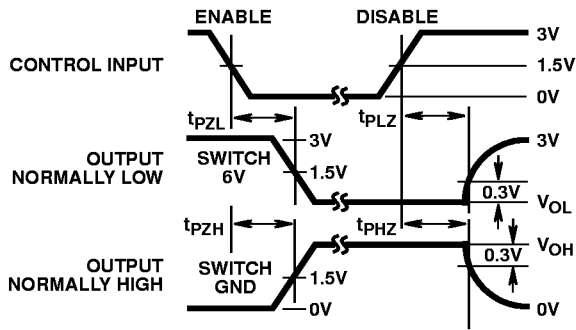 ENABLE DISABLE
CONTROL INPUT
3V
1.5V
0V
tPZL tPLZ
OUTPUT
NORMALLY LOW
SWITCH
6V
3V
1.5V
3V
0.3V
VOL
tPZH tPHZ
OUTPUT
NORMALLY HIGH
SWITCH
GND
1.5V
0V
VOH
0.3V
0V